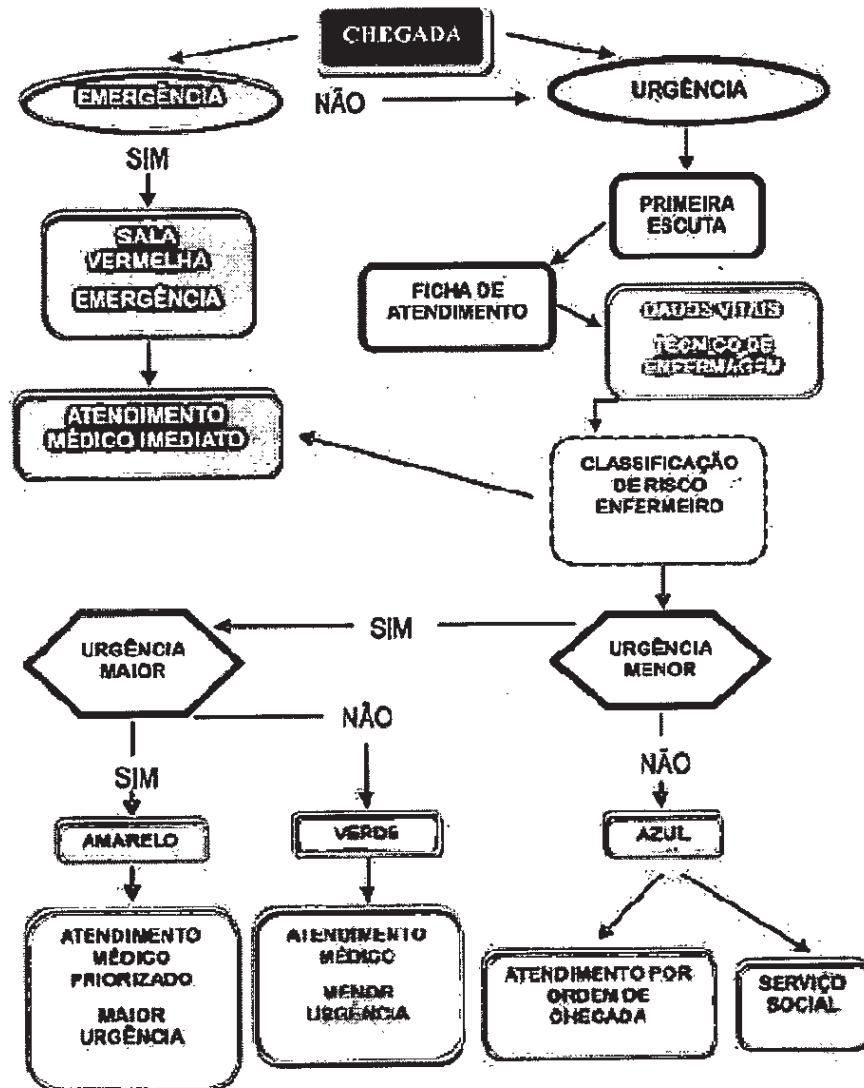 CHEGADA
EMERGÊNCIA
NÃO
URGÊNCIA
SIM
PRIMEIRA
ESCUTA
SALA
VERMELHA
EMERGÊNCIA
FICHA DE
ATENDIMENTO
DADOS VITAIS
TÉCNICO DE
ENFERMAGEM
ATENDIMENTO
MÉDICO IMEDIATO
CLASSIFICAÇÃO
DE RISCO
ENFERMEIRO
URGÊNCIA
MAIOR
SIM
URGÊNCIA
MENOR
NÃO
SIM
NÃO
AMARELO
VERDE
AZUL
ATENDIMENTO
MÉDICO
PRIORIZADO
MAIOR
URGÊNCIA
ATENDIMENTO
MÉDICO
MENOR
URGÊNCIA
ATENDIMENTO POR
ORDEM DE
CHEGADA
SERVIÇO
SOCIAL